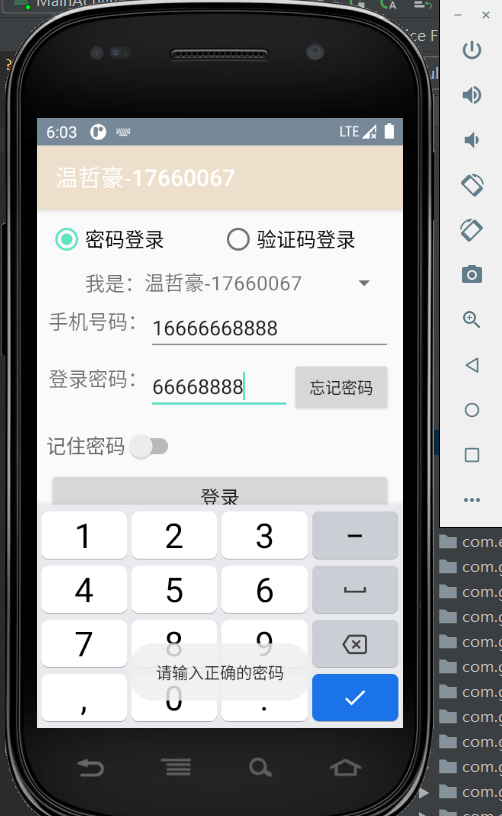 MainAc
ice F
6:03
LTE
温哲豪-17660067
密码登录
验证码登录
我是：
温哲豪-17660067
手机号码：
16666668888
登录密码：
66668888
忘记密码
记住密码
登录
1 2 3 -
4 5 6
7 8 9
请输入正确的密码
, 0 .
com.e
com.g
com.g
com.g
com.g
com.g
com.g
com.g
com.g
com.g
com.g